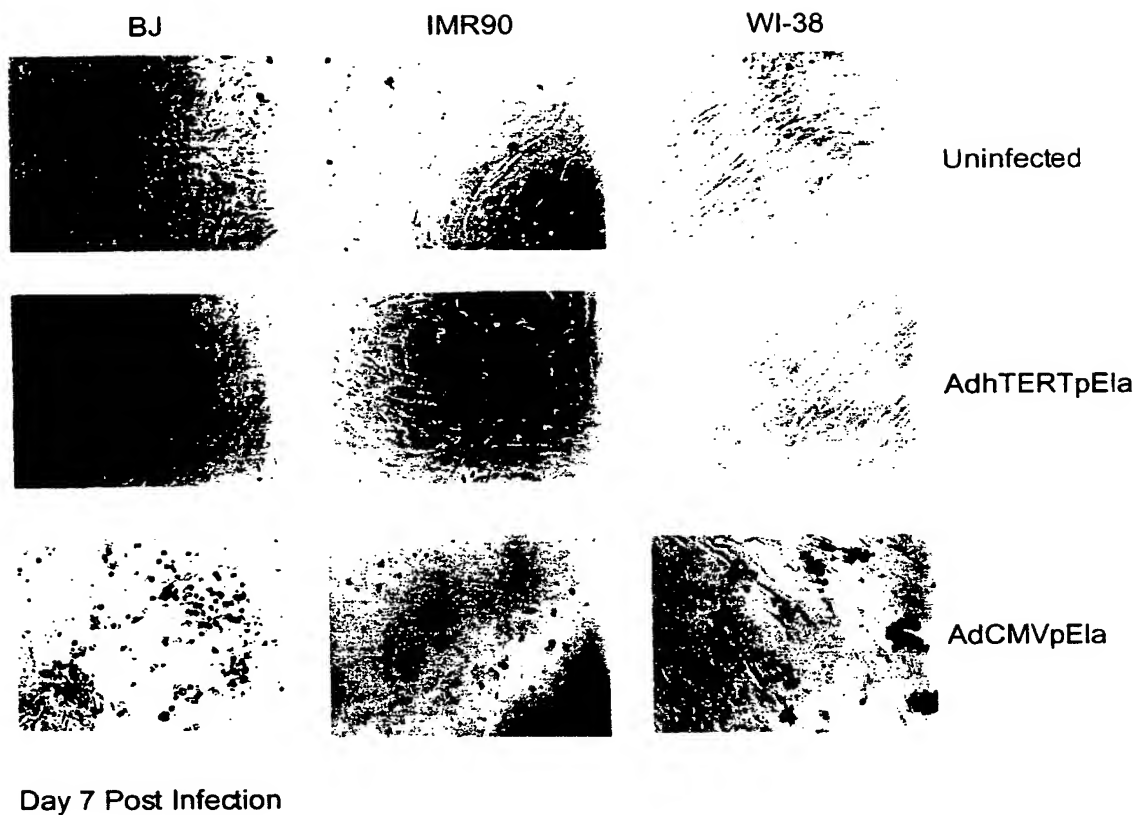 BJ IMR90 WI-38
Uninfected
AdhTERTpEla
AdCMVpEla
Day 7 Post Infection